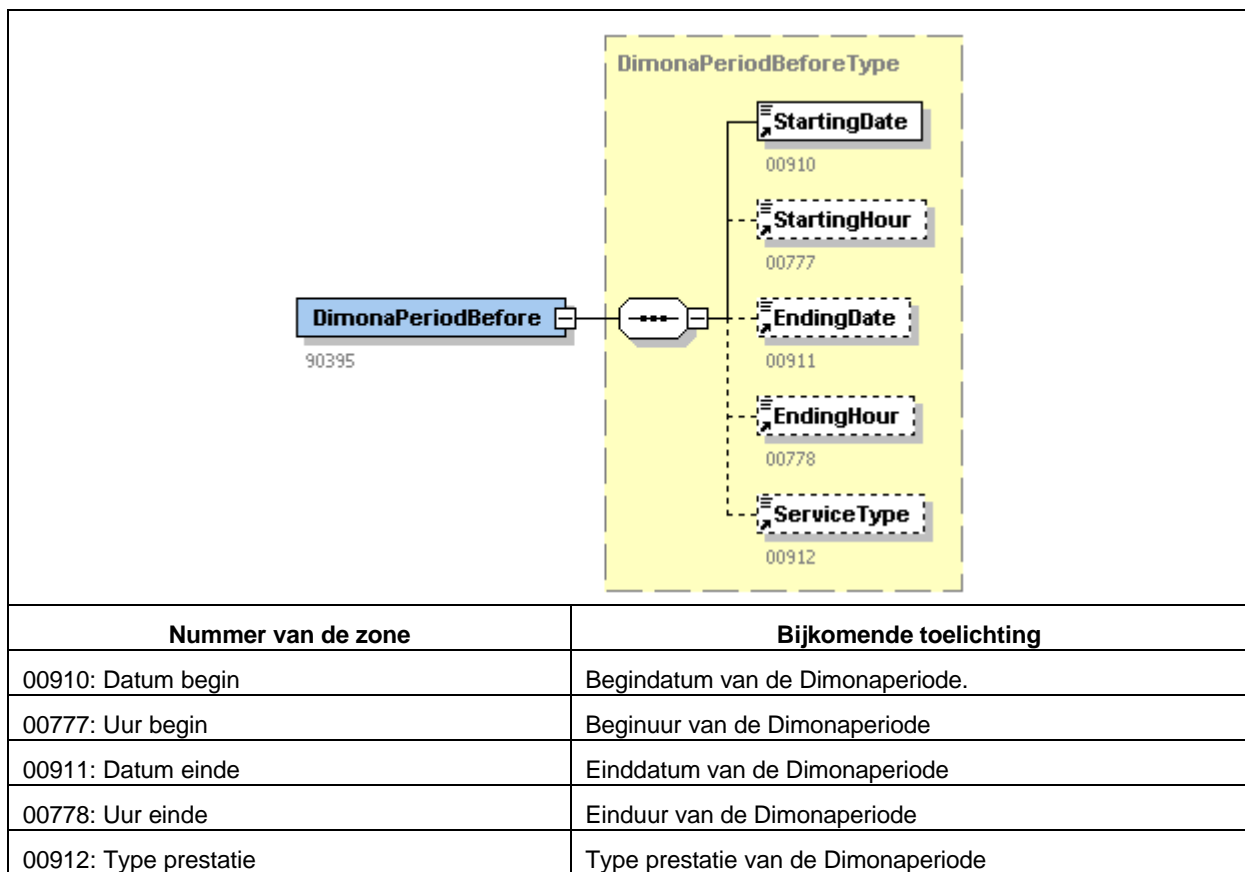 DimonaPeriodBeforeType
StartingDate
00910
StartingHour
00777
DimonaPeriodBefore
90395
EndingDate
00911
EndingHour
00778
ServiceType
00912
Nummer van de zone
Bijkomende toelichting
00910: Datum begin
Begindatum van de Dimonaperiode.
00777: Uur begin
Beginuur van de Dimonaperiode
00911: Datum einde
Einddatum van de Dimonaperiode
00778: Uur einde
Einduur van de Dimonaperiode
00912: Type prestatie
Type prestatie van de Dimonaperiode